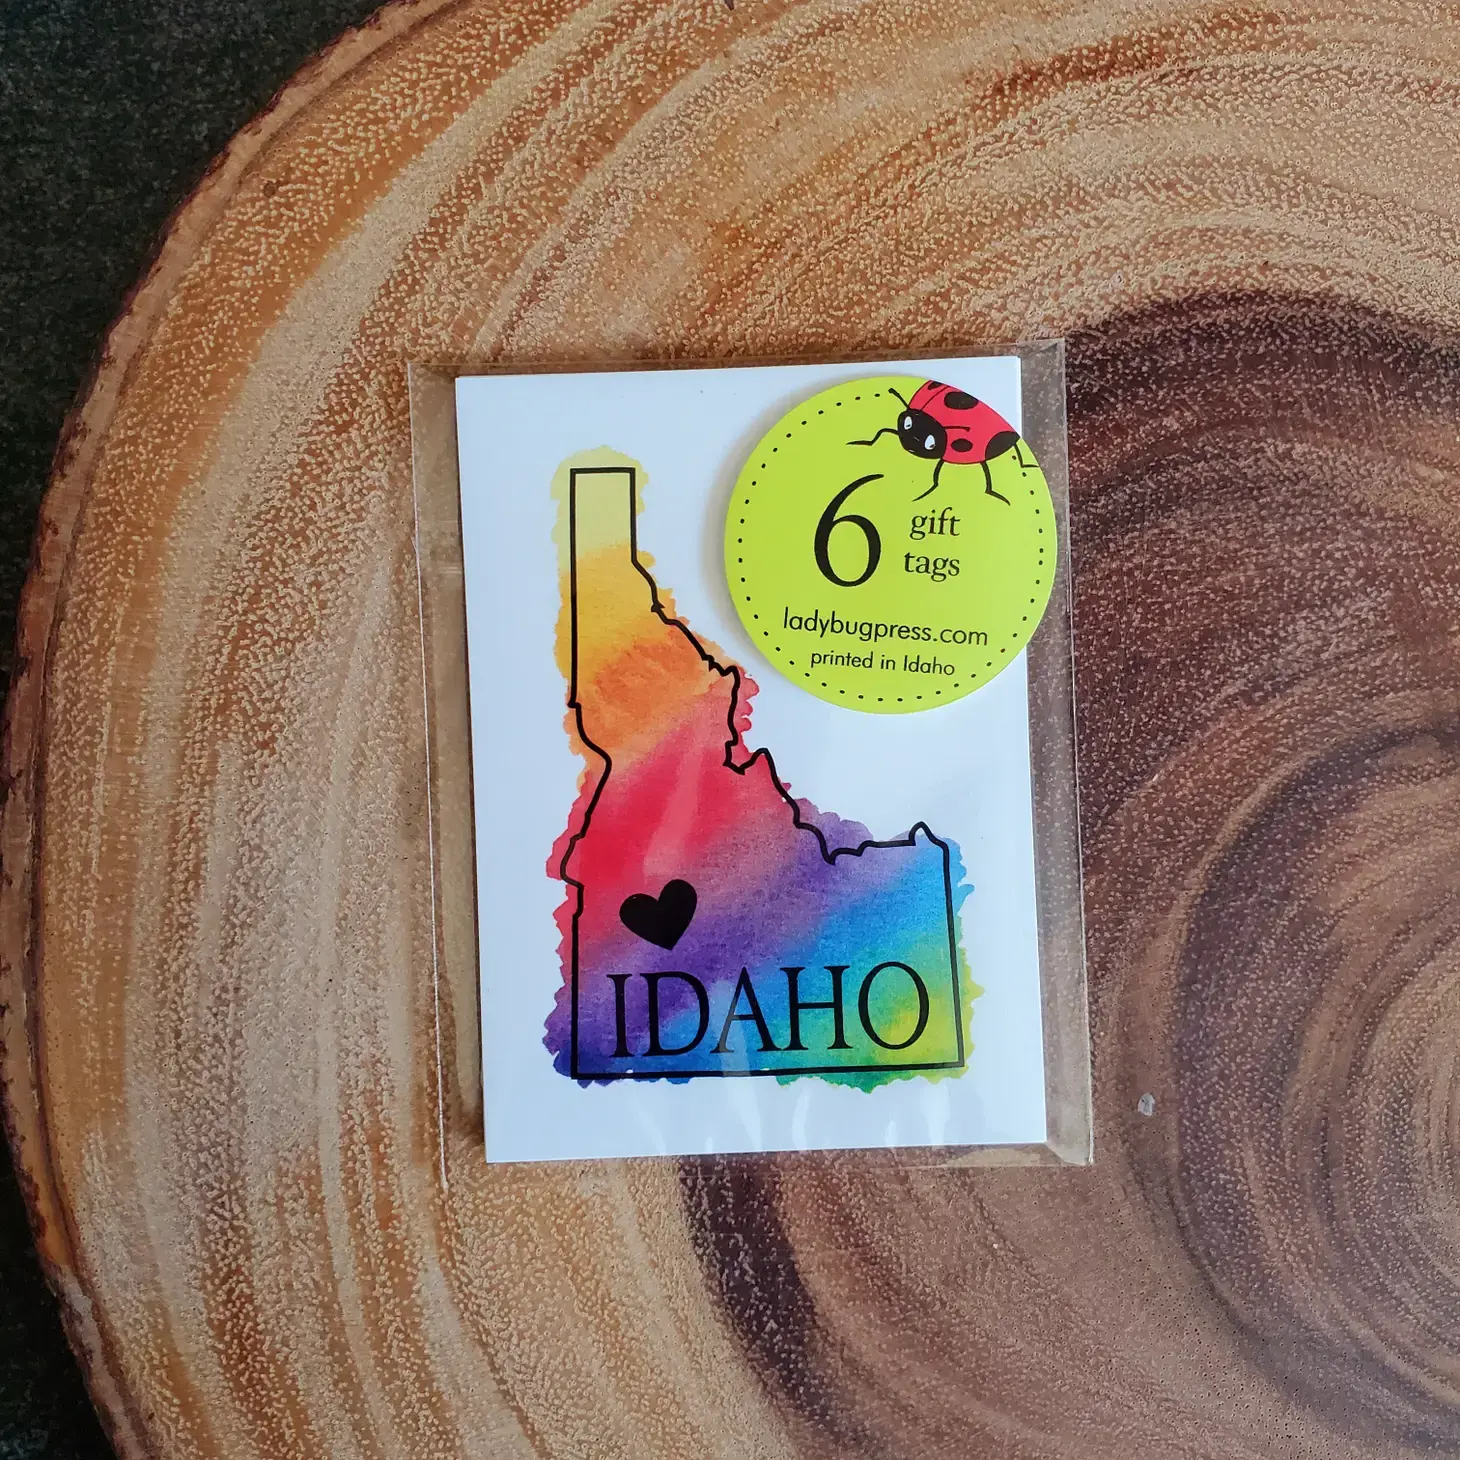 6 gift
tags
ladybugpress.com
printed in Idaho
IDAHO